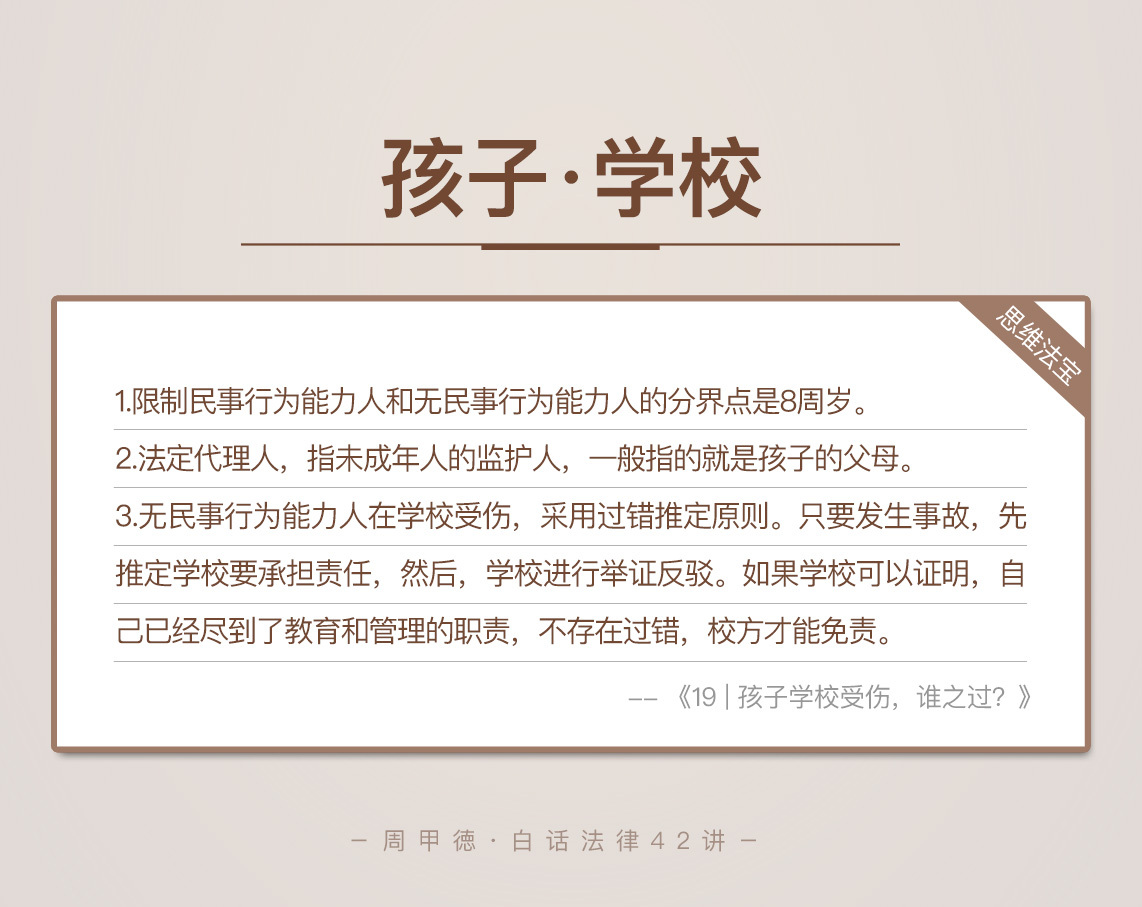 孩子·学校
思维法宝
1.限制民事行为能力人和无民事行为能力人的分界点是8周岁。
2.法定代理人，指未成年人的监护人，一般指的就是孩子的父母。
3.无民事行为能力人在学校受伤，采用过错推定原则。只要发生事故，先
推定学校要承担责任，然后，学校进行举证反驳。如果学校可以证明，自
己已经尽到了教育和管理的职责，不存在过错，校方才能免责。
-- 《19 | 孩子学校受伤，谁之过？》
– 周甲徳·白话法律42讲 –